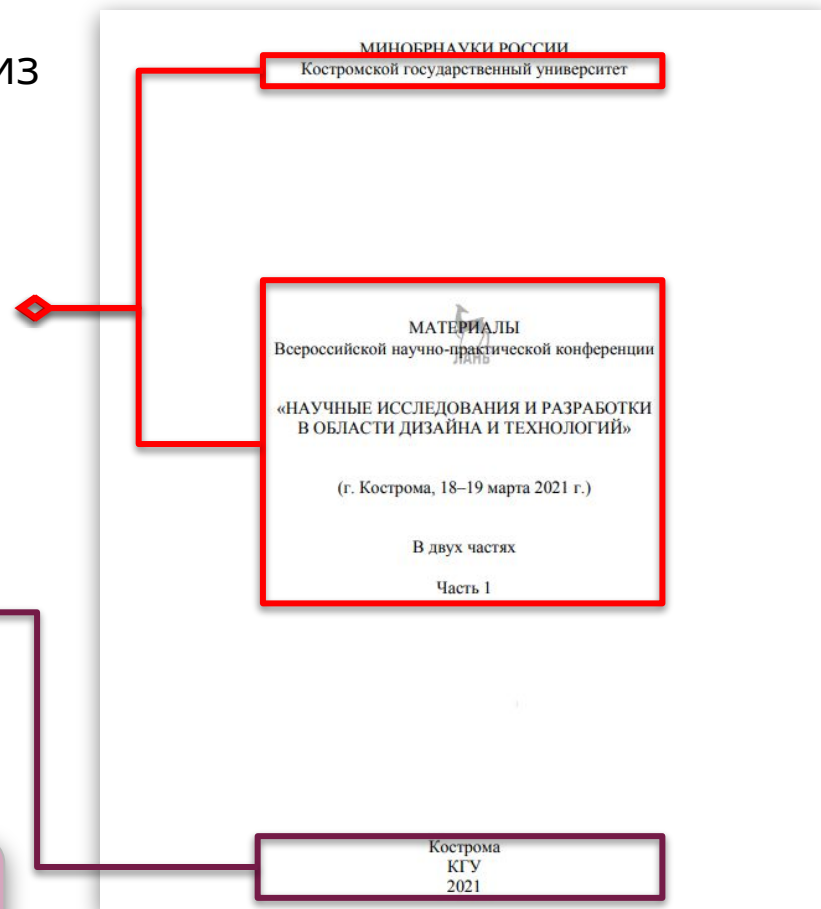 из
МИНОБРНАУКИ РОССИИ
Костромской государственный университет
МАТЕРИАЛЫ
Всероссийской научно-практической конференции
ЛАНЬ
«НАУЧНЫЕ ИССЛЕДОВАНИЯ И РАЗРАБОТКИ
В ОБЛАСТИ ДИЗАЙНА И ТЕХНОЛОГИЙ»
(г. Кострома, 18–19 марта 2021 г.)
В двух частях
Часть 1
Кострома
КГУ
2021